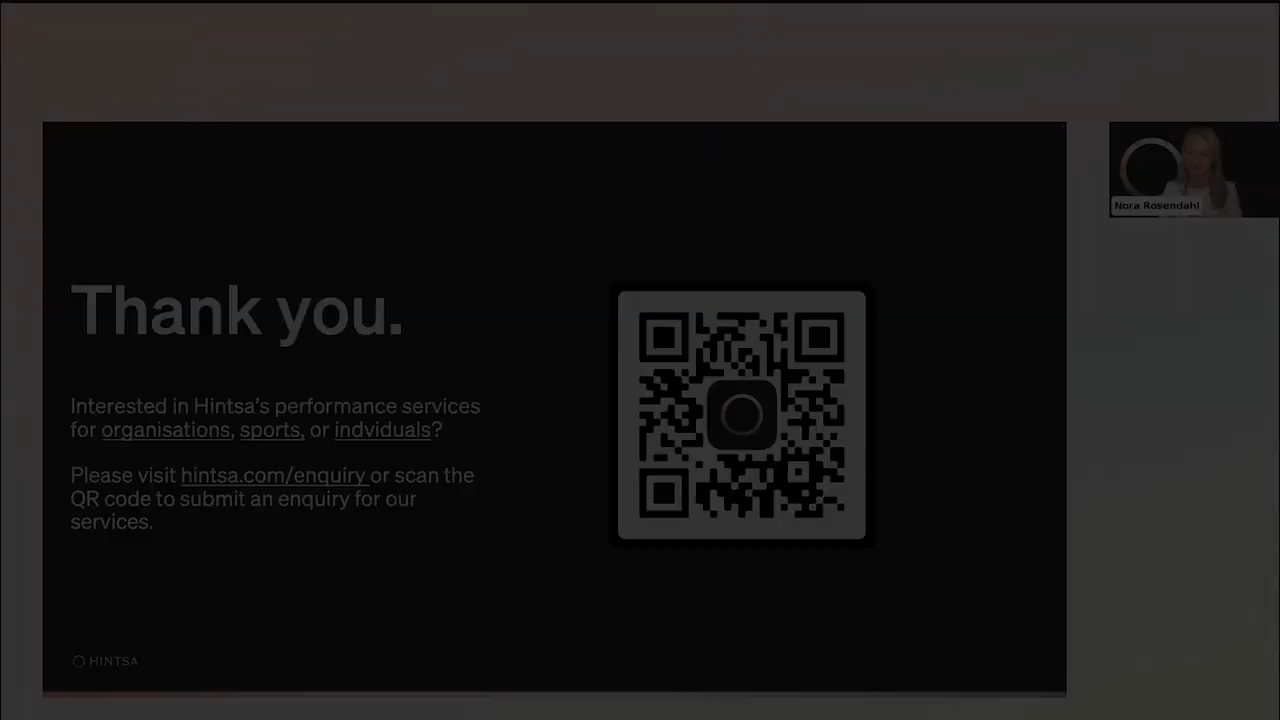 Nora Rosendahl
Thank you.
Interested in Hintsa's performance services
for organisations, sports, or indviduals?
Please visit hintsa.com/enquiry or scan the
QR code to submit an enquiry for our
services.
HINTSA